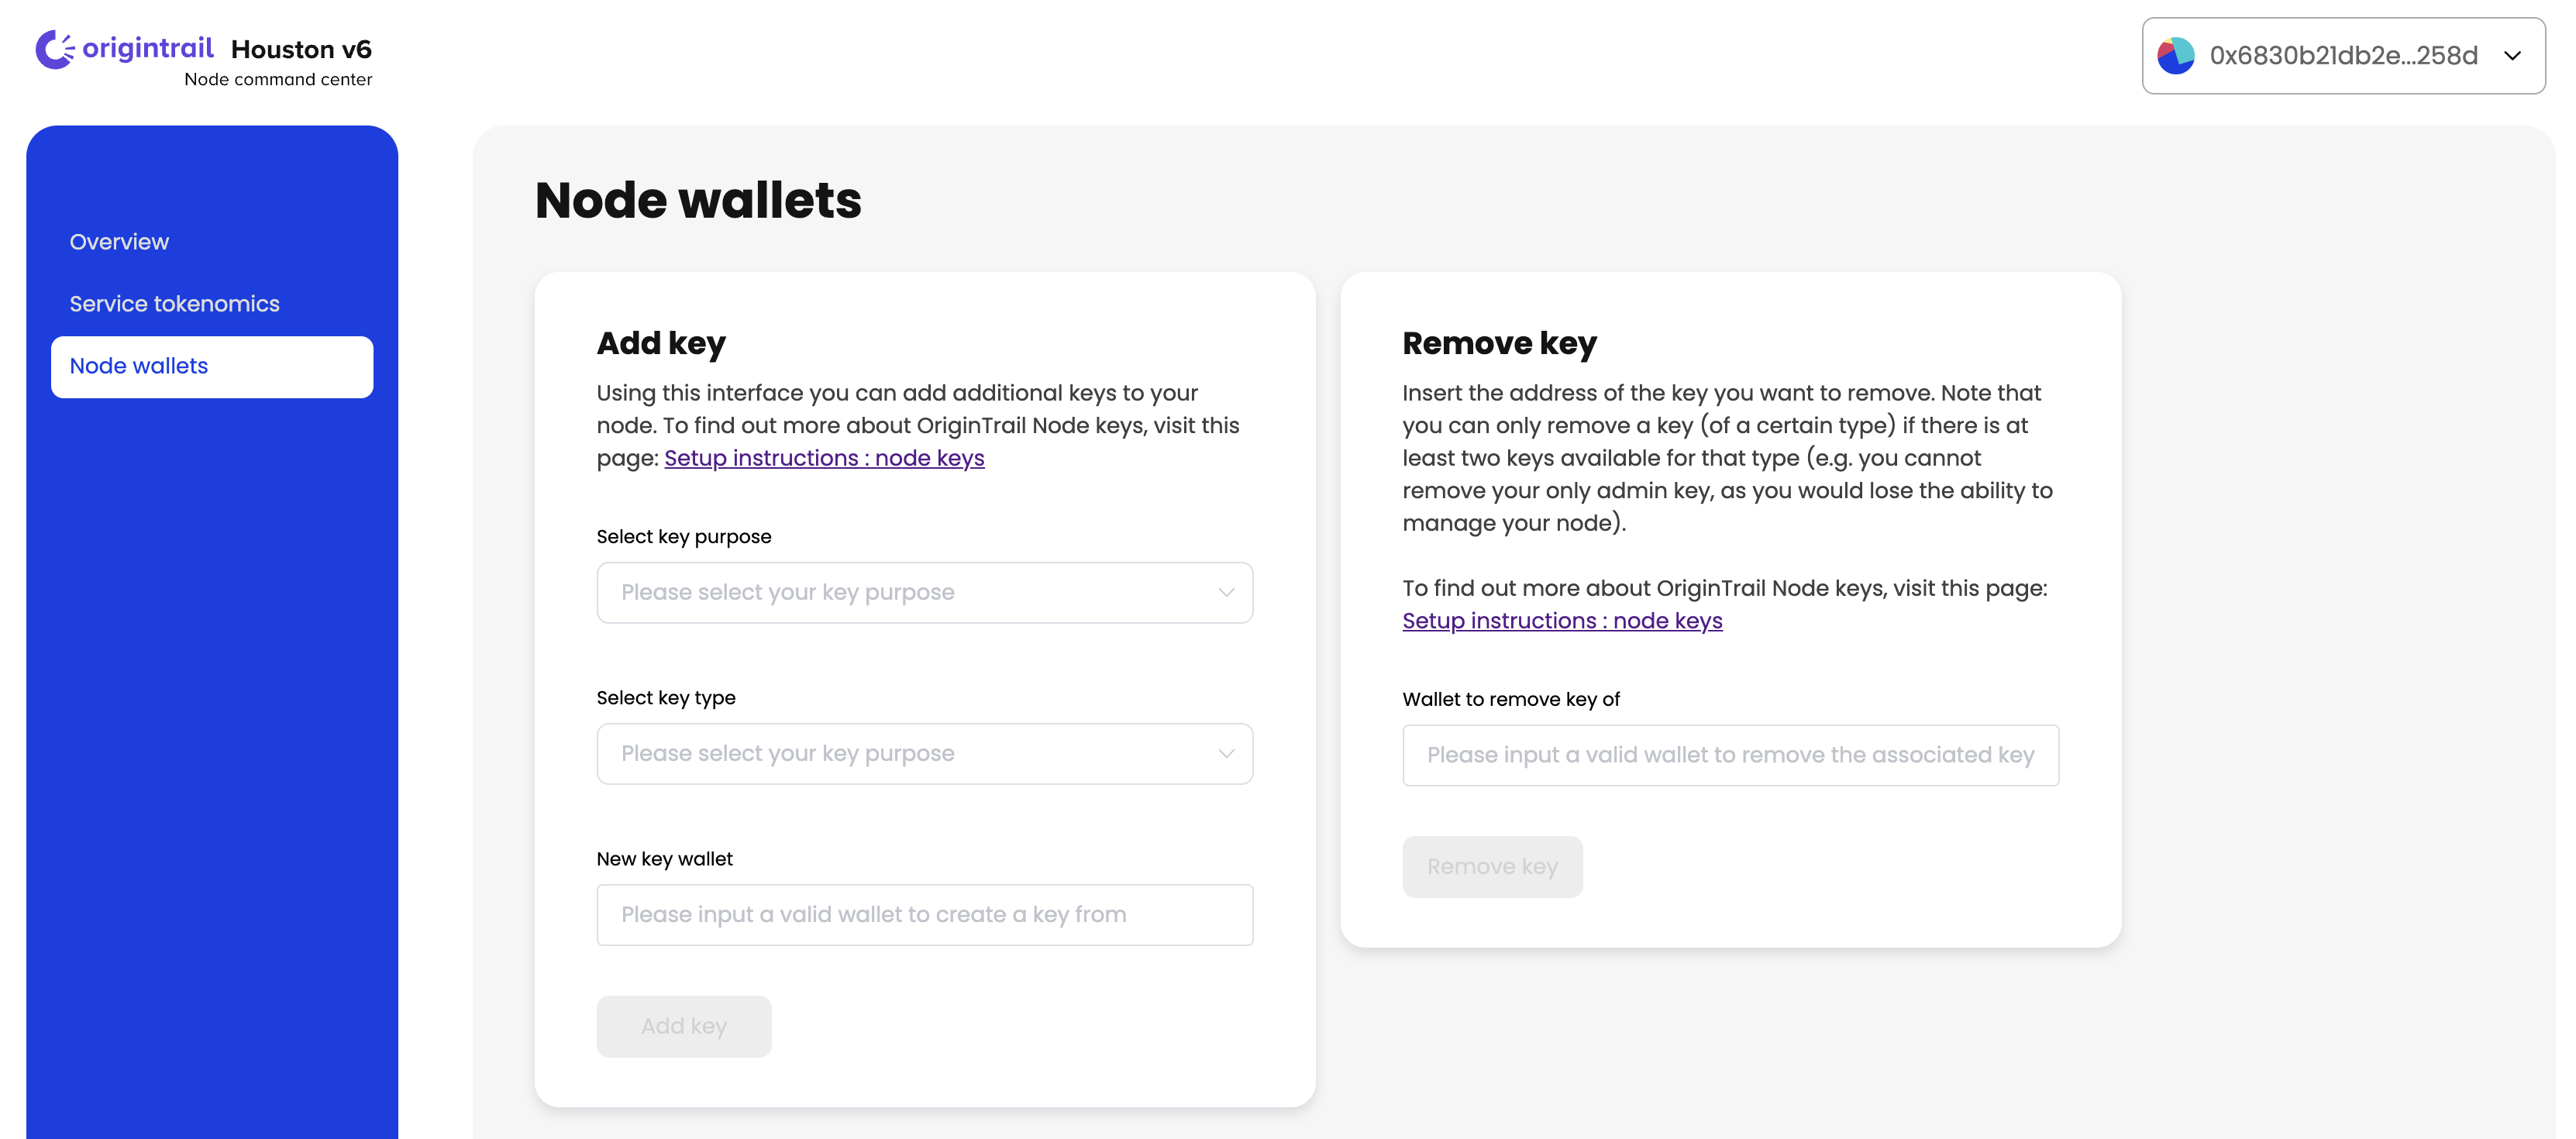 origintrail Houston v6
Node command center
0x6830b21db2e...258d
Overview
Service tokenomics
Node wallets
Node wallets
Add key
Using this interface you can add additional keys to your
node. To find out more about OriginTrail Node keys, visit this
page: Setup instructions : node keys
Select key purpose
Please select your key purpose
Select key type
Please select your key purpose
New key wallet
Please input a valid wallet to create a key from
Add key
Remove key
Insert the address of the key you want to remove. Note that
you can only remove a key (of a certain type) if there is at
least two keys available for that type (e.g. you cannot
remove your only admin key, as you would lose the ability to
manage your node).
To find out more about OriginTrail Node keys, visit this page:
Setup instructions : node keys
Wallet to remove key of
Please input a valid wallet to remove the associated key
Remove key